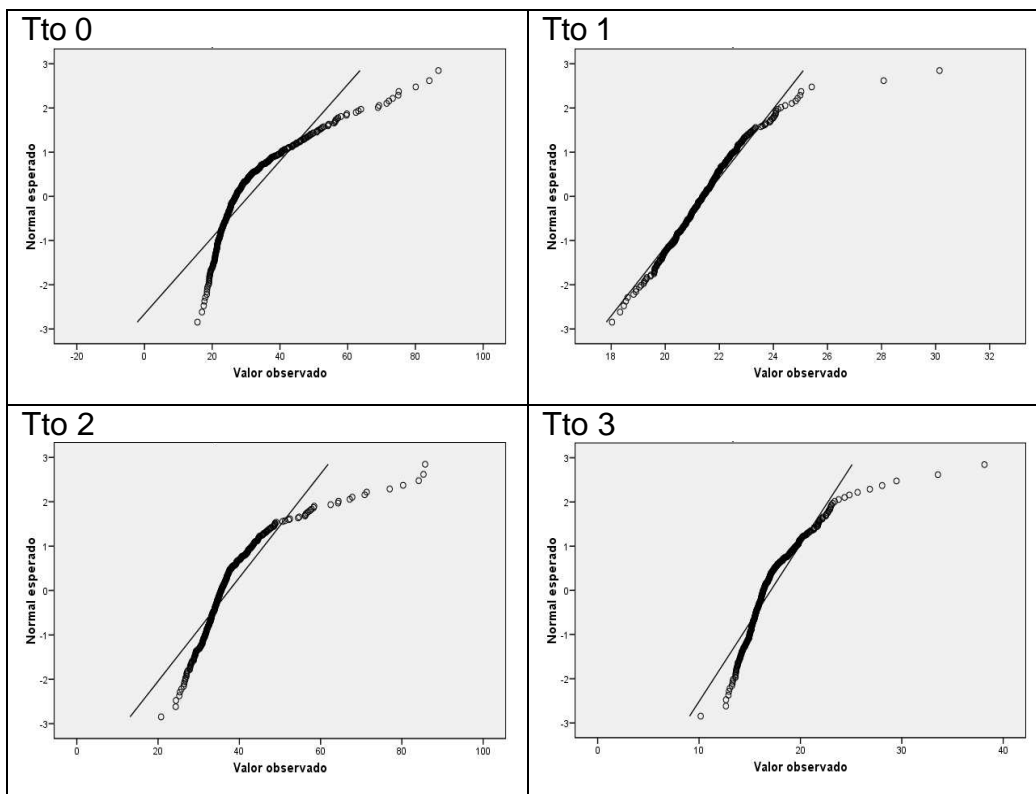 Tto 0
3
2
1
0
-1
-2
-3
Normal esperado
-20 0 20 40 60 80 100
Valor observado
Tto 1
3
2
1
0
-1
-2
-3
Normal esperado
18 20 22 24 26 28 30 32
Valor observado
Tto 2
3
2
1
0
-1
-2
-3
Normal esperado
0 20 40 60 80 100
Valor observado
Tto 3
3
2
1
0
-1
-2
-3
Normal esperado
0 10 20 30 40
Valor observado